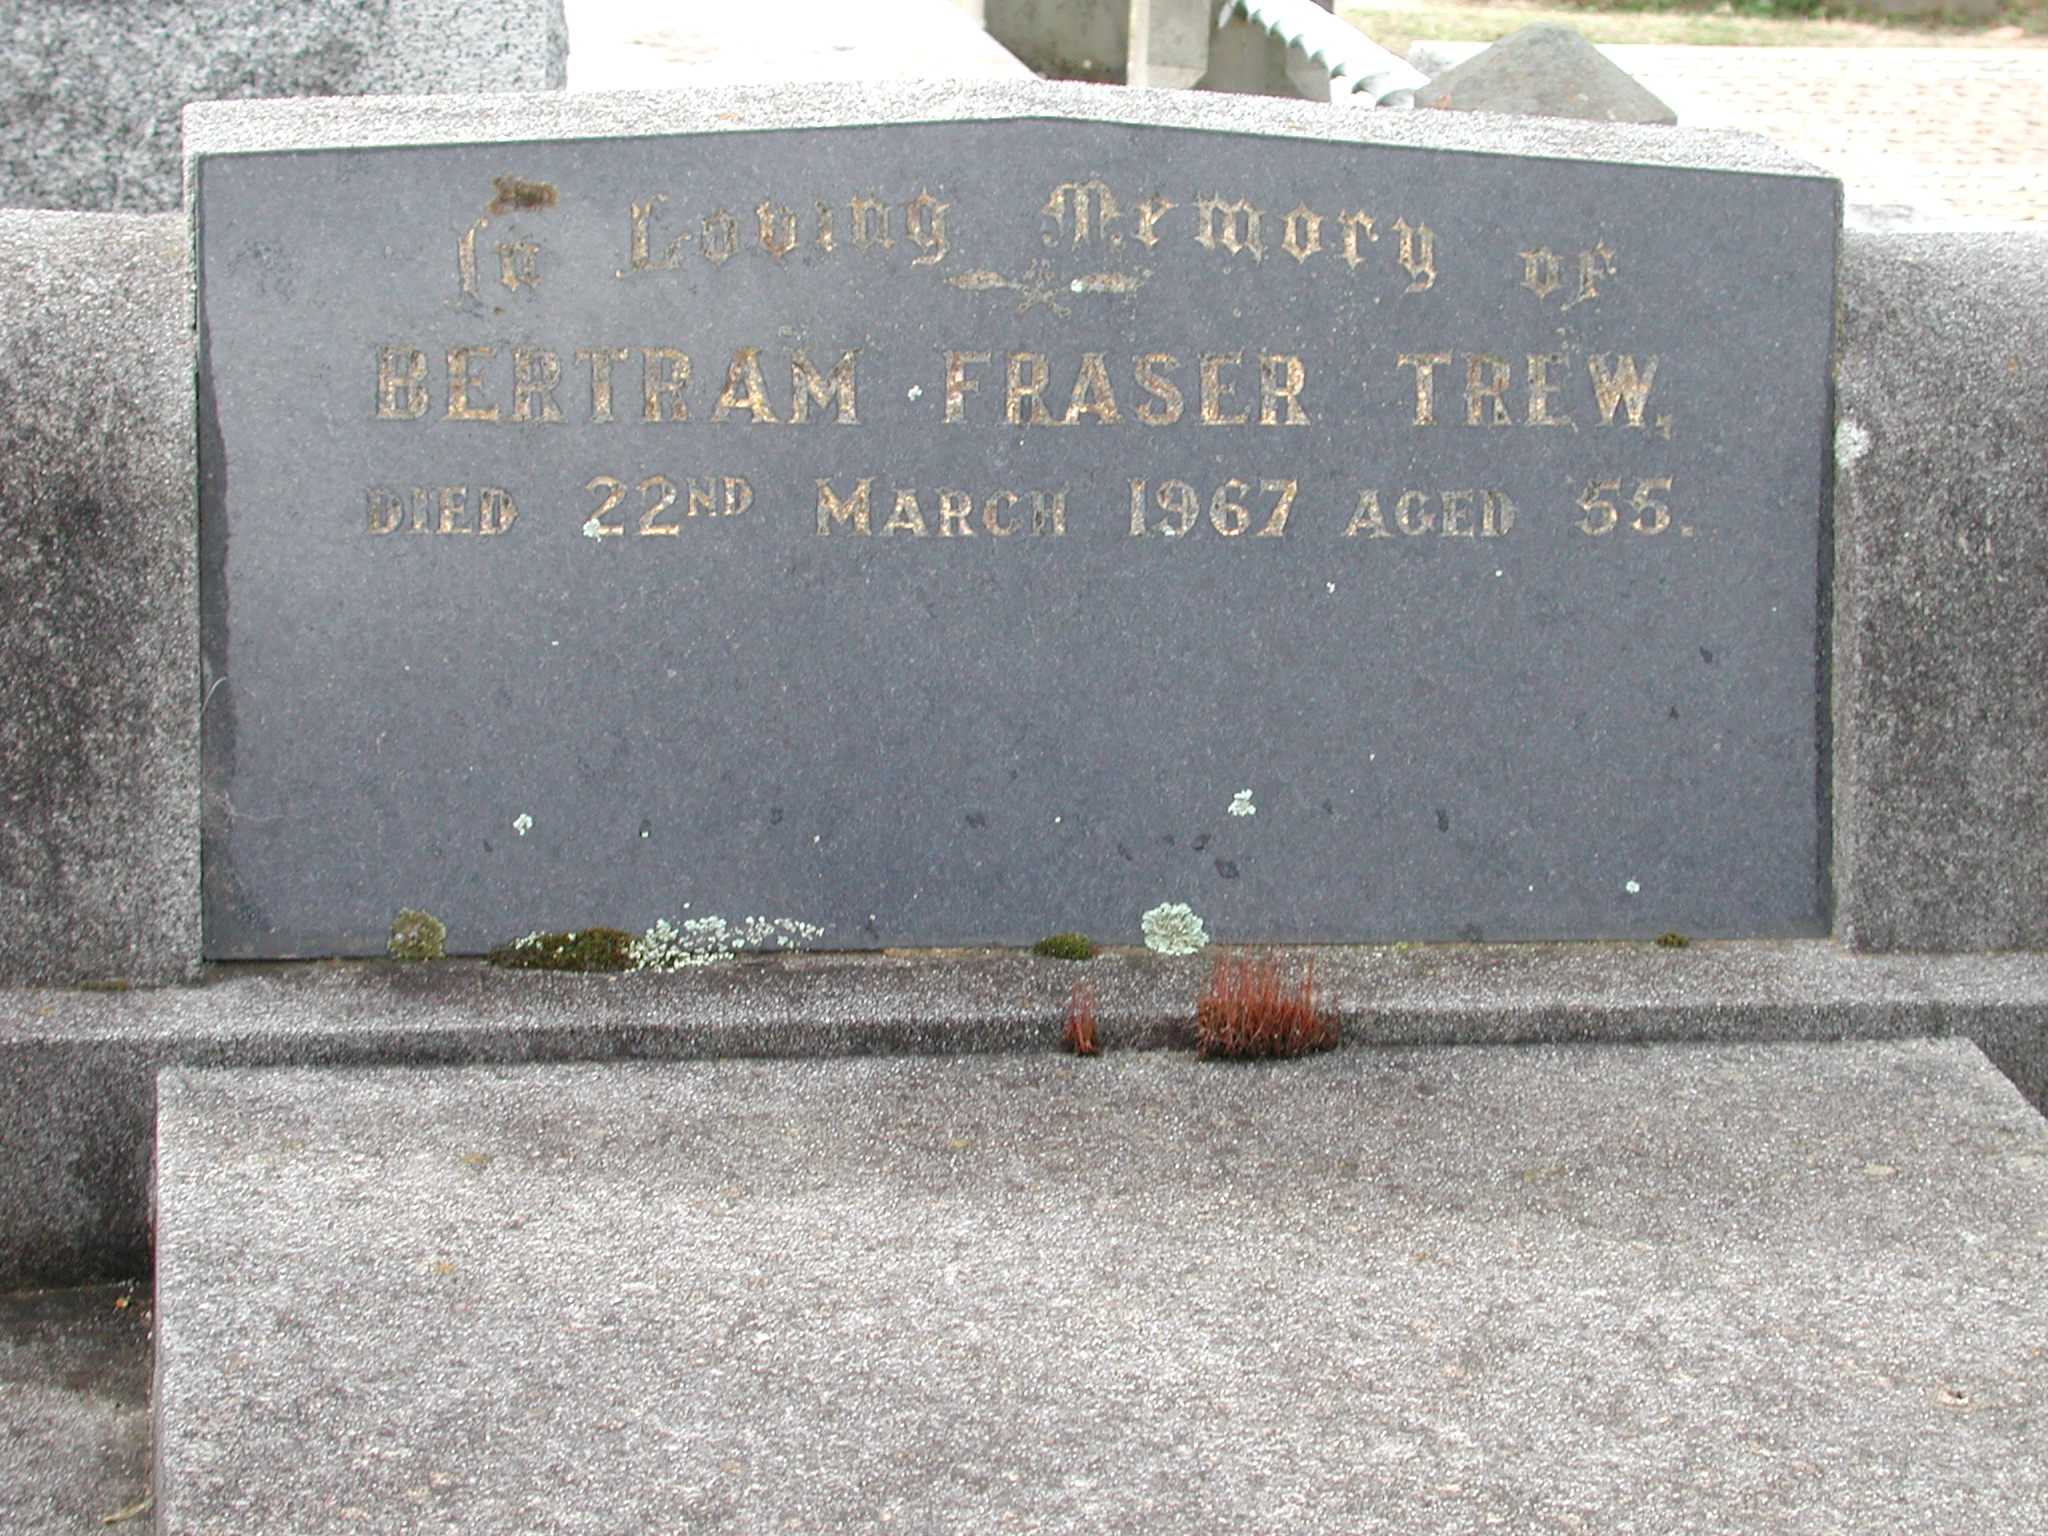 In Loving Memory of
BERTRAM FRASER TREW,
DIED 22ND MARCH 1967 AGED 55.